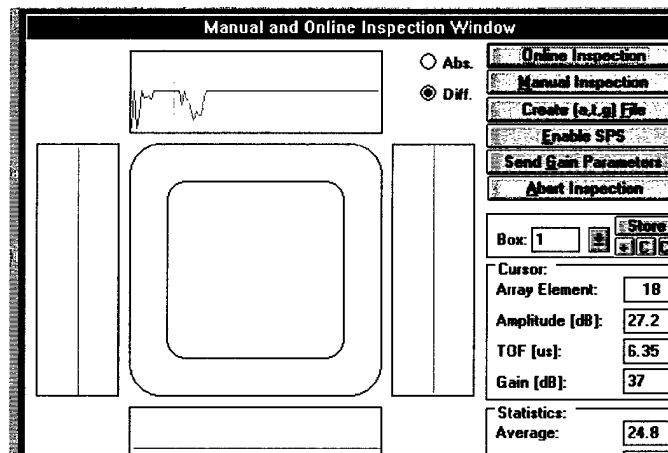 Manual and Online Inspection Window
Abs.
Diff.
Online Inspection
Manual Inspection
Create (a,t,g) File
Enable SPS
Send Gain Parameters
Abort Inspection
Box: 1
Store
C
Cursor:
Array Element: 18
Amplitude [dB]: 27.2
TOF [us]: 6.35
Gain [dB]: 37
Statistics:
Average: 24.8